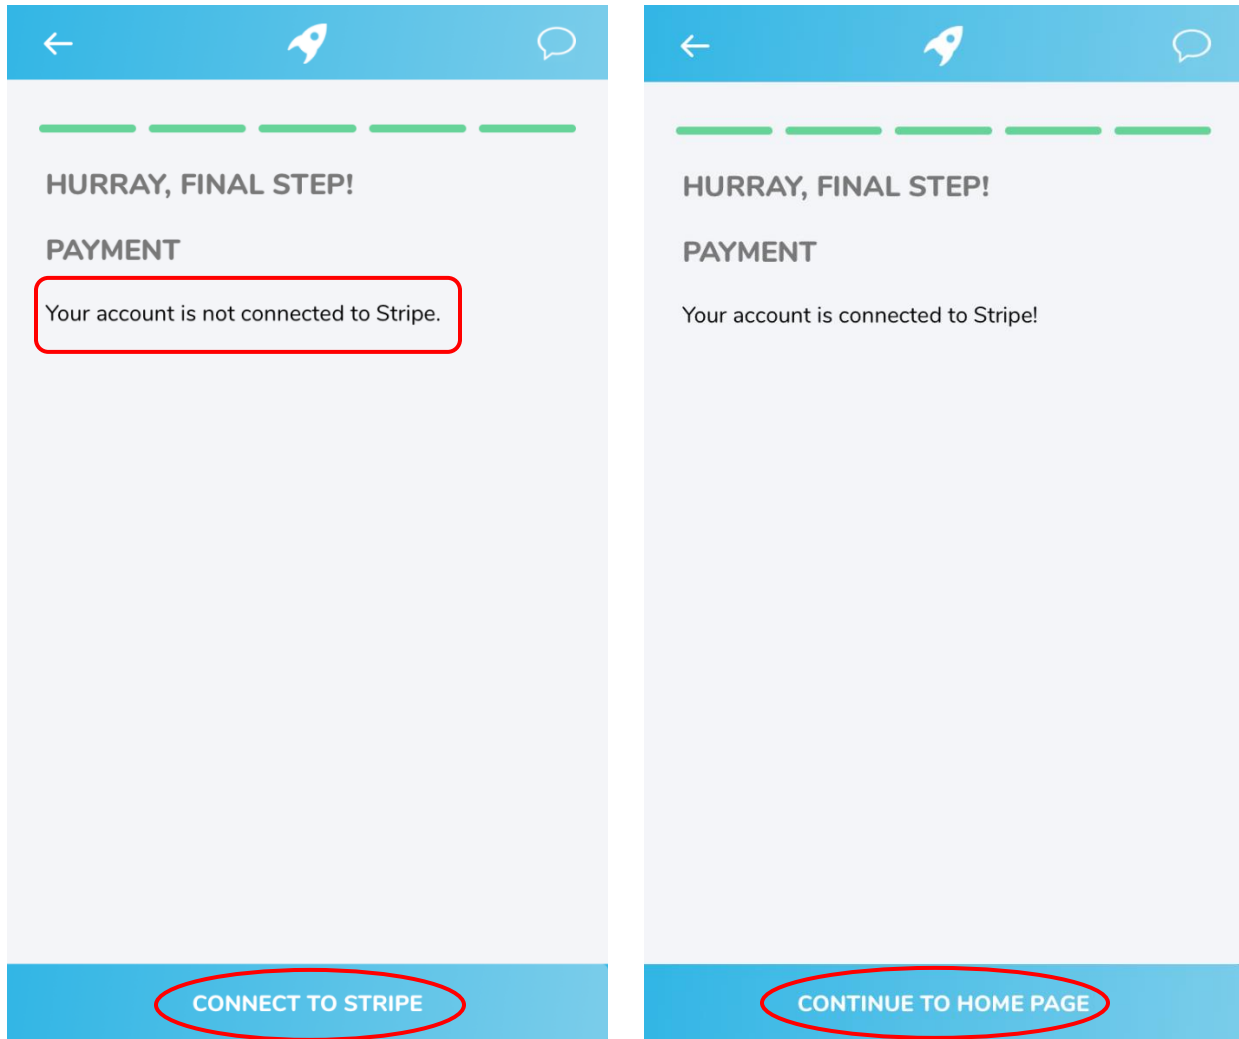 HURRAY, FINAL STEP!
PAYMENT
Your account is not connected to Stripe.
CONNECT TO STRIPE
HURRAY, FINAL STEP!
PAYMENT
Your account is connected to Stripe!
CONTINUE TO HOME PAGE